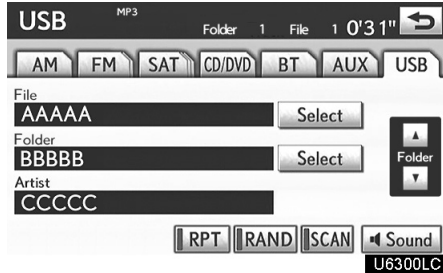 USB MP3 Folder 1 File 1 0'31"
AM FM SAT CD/DVD BT AUX USB
File
AAAAA Select
Folder
BBBBB Select
Folder
Artist
CCCCC
RPT RAND SCAN Sound
U6300LC